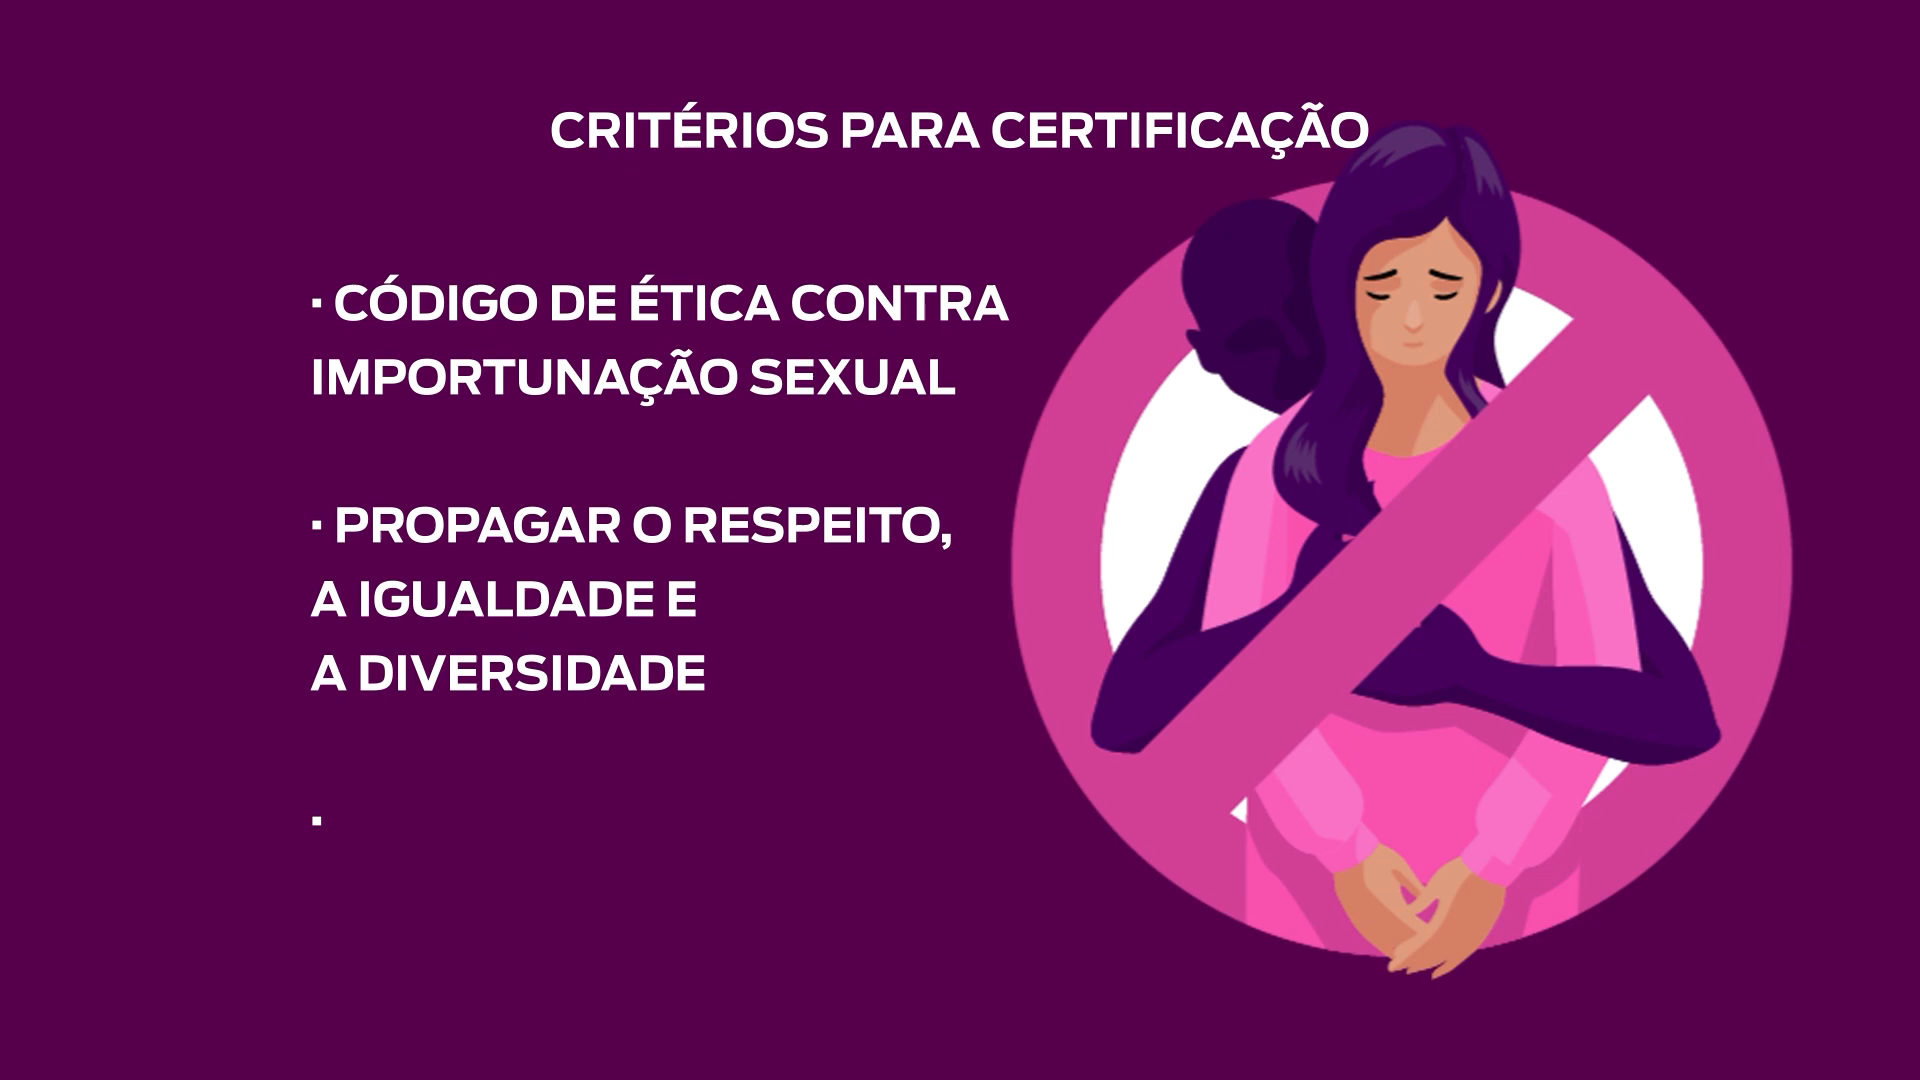 CRITÉRIOS PARA CERTIFICAÇÃO
· CÓDIGO DE ÉTICA CONTRA
IMPORTUNAÇÃO SEXUAL
· PROPAGAR O RESPEITO,
A IGUALDADE E
A DIVERSIDADE
·